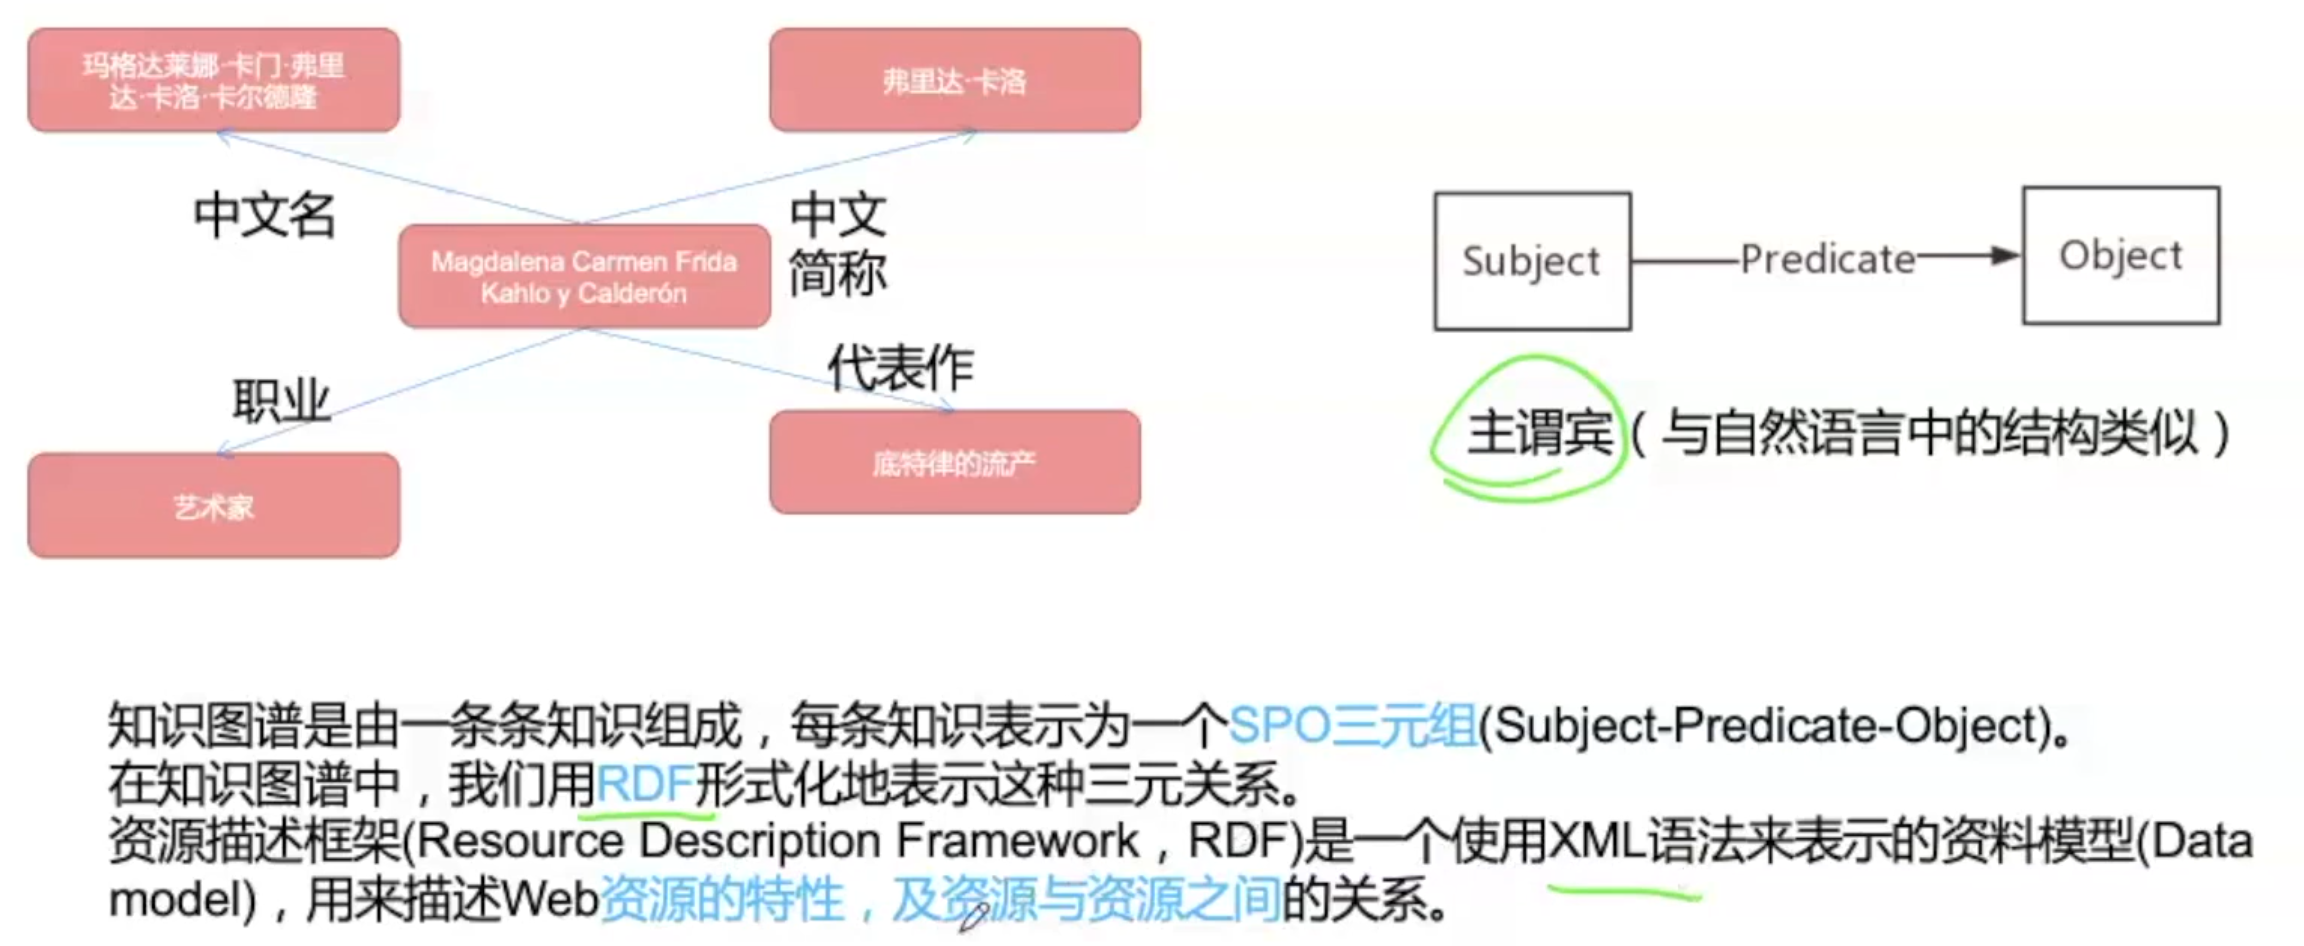 玛格达莱娜·卡门·弗里
达·卡洛·卡尔德隆
弗里达·卡洛
中文名
中文
简称
Magdalena Carmen Frida
Kahlo y Calderón
职业
代表作
艺术家
底特律的流产
Subject
Predicate
Object
主谓宾（与自然语言中的结构类似）
知识图谱是由一条条知识组成，每条知识表示为一个SPO三元组(Subject-Predicate-Object)。
在知识图谱中，我们用RDF形式化地表示这种三元关系。
资源描述框架(Resource Description Framework，RDF)是一个使用XML语法来表示的资料模型(Data
model)，用来描述Web资源的特性，及资源与资源之间的关系。